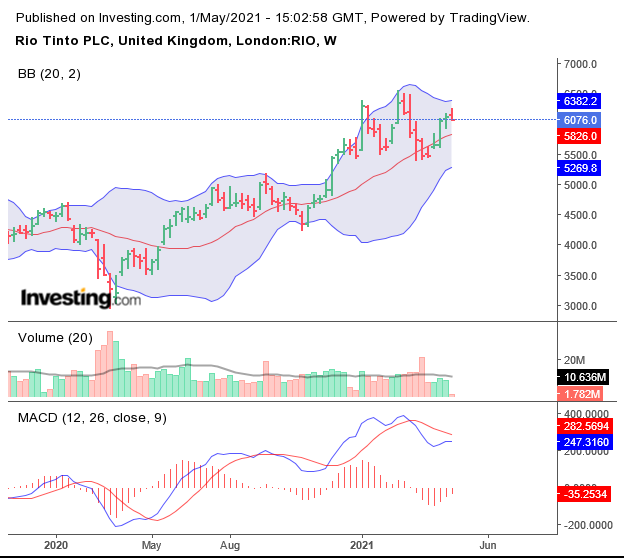 Published on Investing.com, 1/May/2021 - 15:02:58 GMT, Powered by TradingView.
Rio Tinto PLC, United Kingdom, London:RIO, W
BB (20, 2)
7000.0
6382.2
6076.0
5826.0
5500.0
5269.8
5000.0
4500.0
4000.0
3500.0
3000.0
Investing.com
Volume (20)
20M
10.636M
1.782M
MACD (12, 26, close, 9)
400.0000
282.5694
247.3160
200.0000
-35.2534
-200.0000
2020
May
Aug
2021
Jun